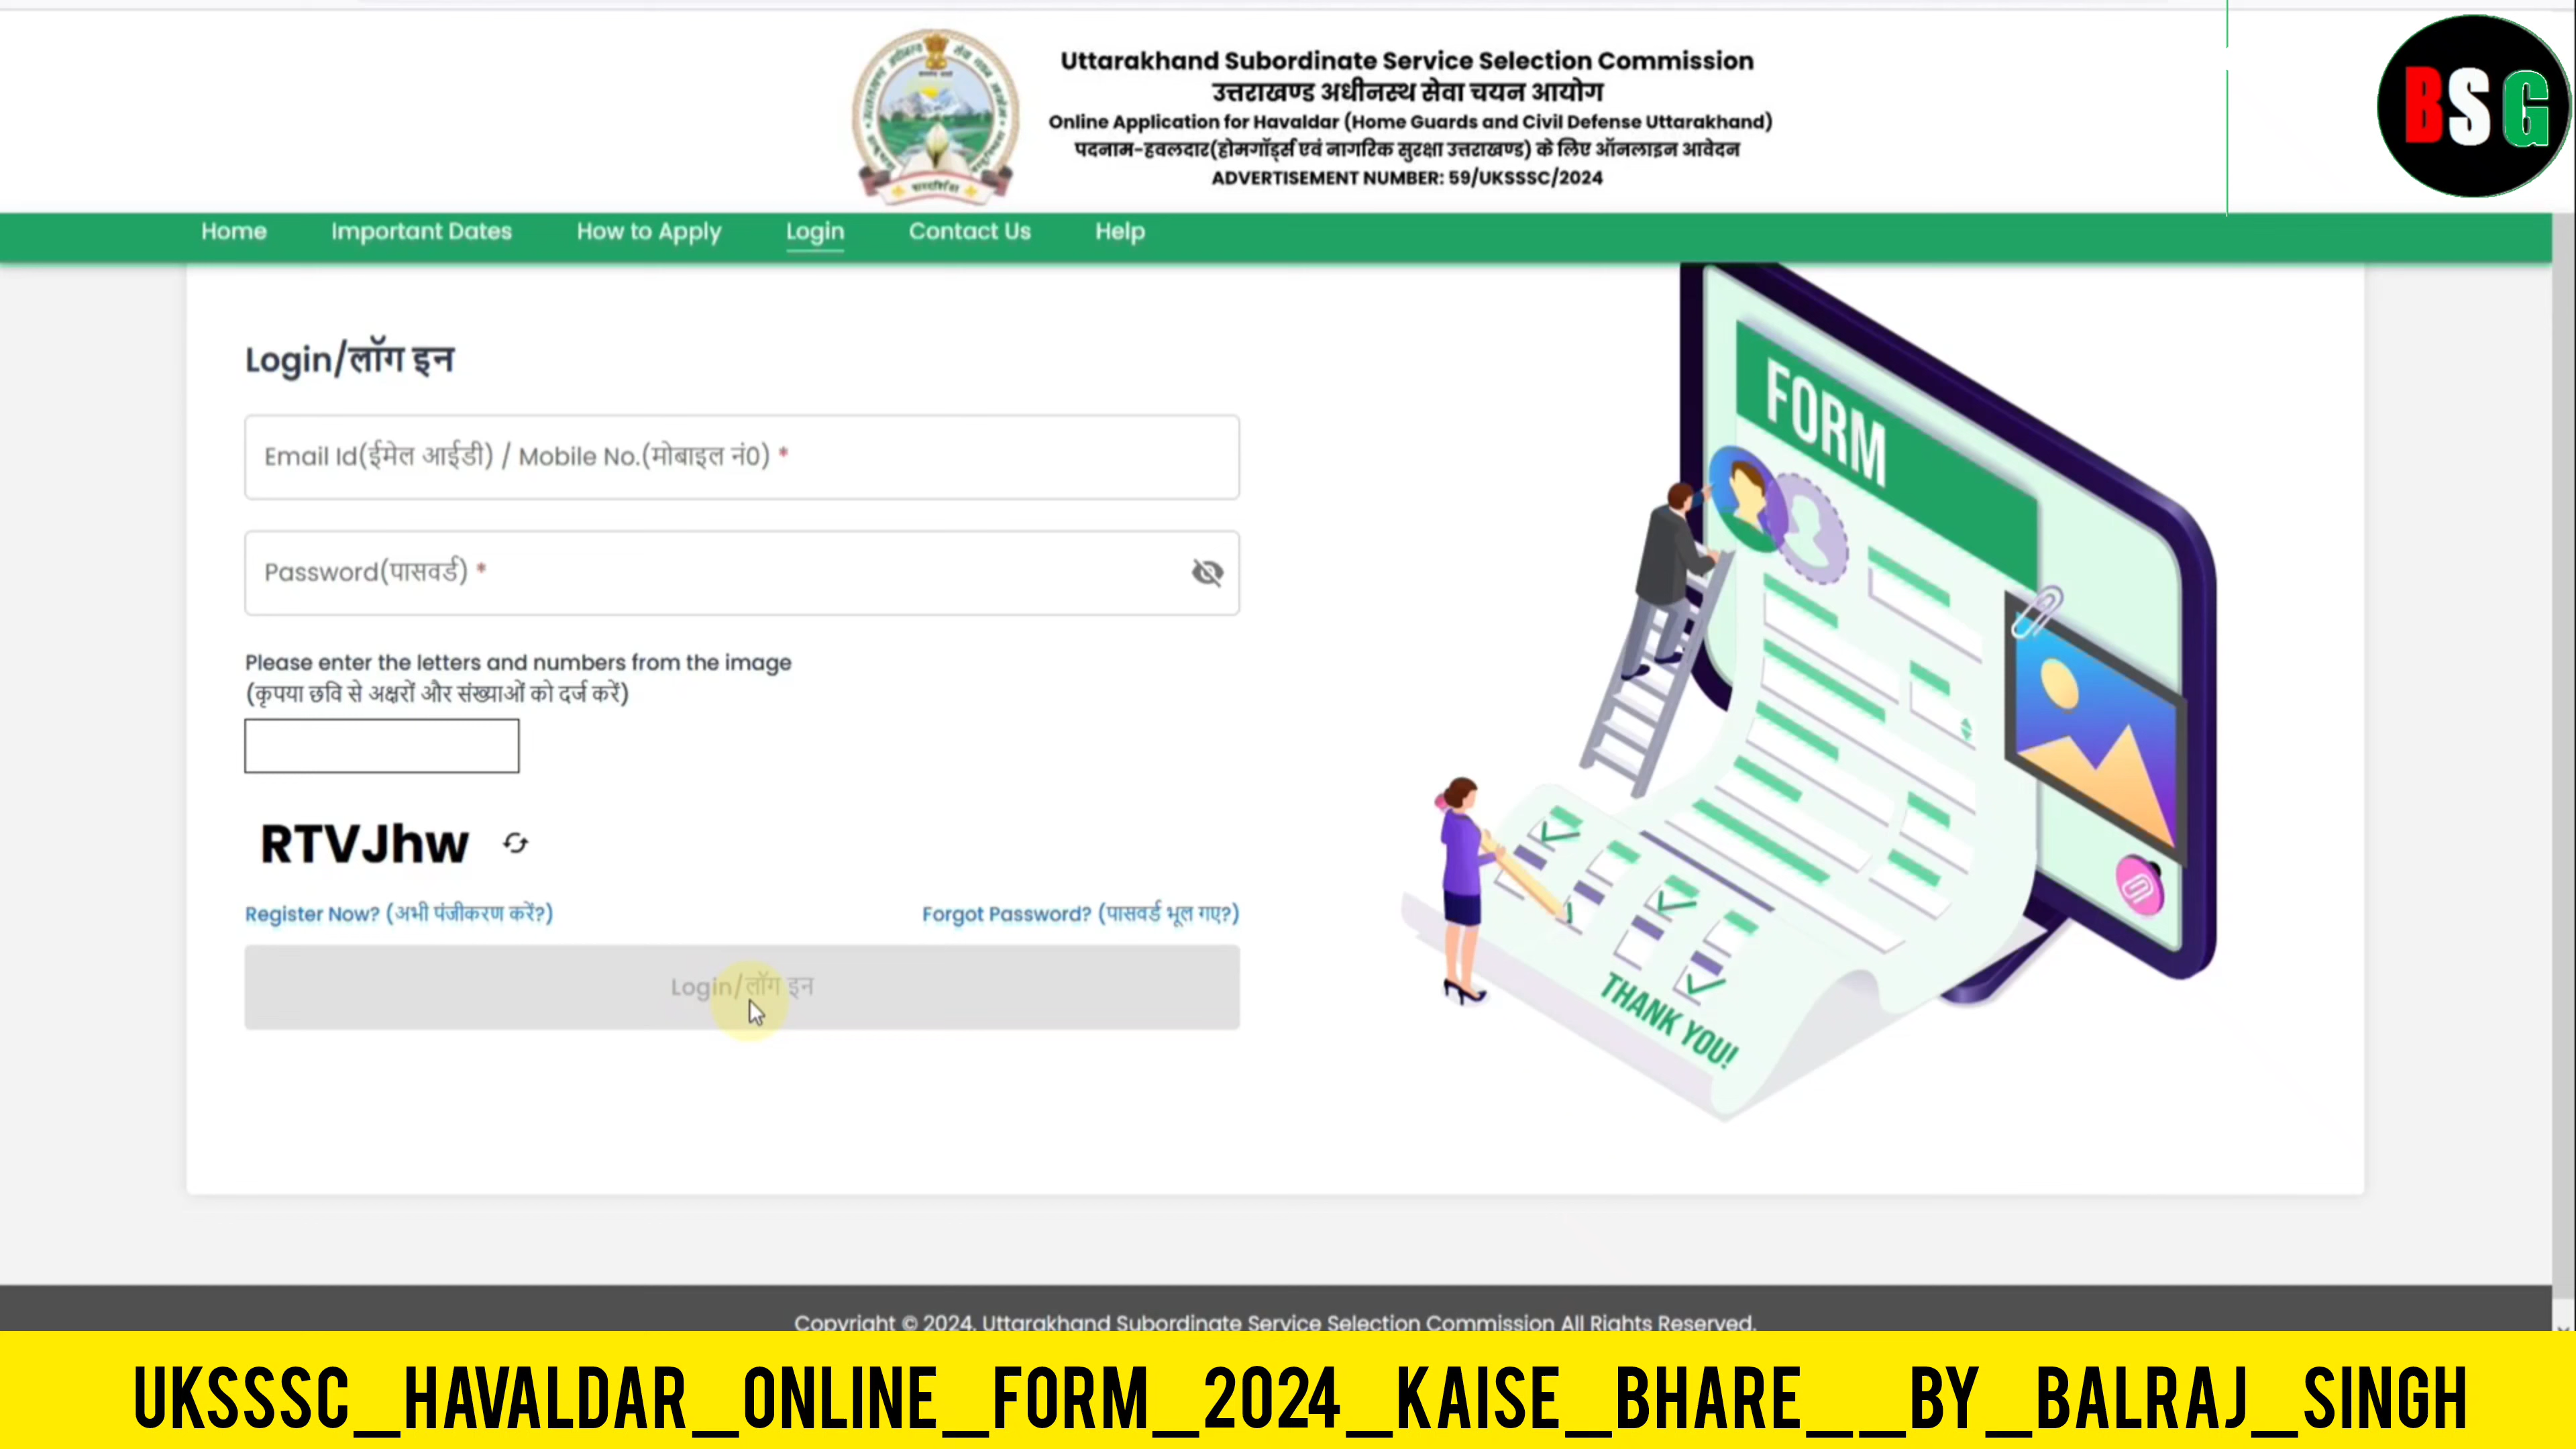 Uttarakhand Subordinate Service Selection Commission
उत्तराखण्ड अधीनस्थ सेवा चयन आयोग
Online Application for Havaldar (Home Guards and Civil Defense Uttarakhand)
पदनाम-हवलदार(होमगॉर्ड्स एवं नागरिक सुरक्षा उत्तराखण्ड) के लिए ऑनलाइन आवेदन
ADVERTISEMENT NUMBER: 59/UKSSSC/2024
BSG
Home Important Dates How to Apply Login Contact Us Help
Login/लॉग इन
Email Id(ईमेल आईडी) / Mobile No.(मोबाइल नं0) *
Password(पासवर्ड) *
Please enter the letters and numbers from the image
(कृपया छवि से अक्षरों और संख्याओं को दर्ज करें)
RTVJhw
Register Now? (अभी पंजीकरण करें?) Forgot Password? (पासवर्ड भूल गए?)
Login/लॉग इन
FORM
THANK YOU!
Copyright © 2024. Uttarakhand Subordinate Service Selection Commission All Rights Reserved.
UKSSSC_HAVALDAR_ONLINE_FORM_2024_KAISE_BHARE__BY_BALRAJ_SINGH